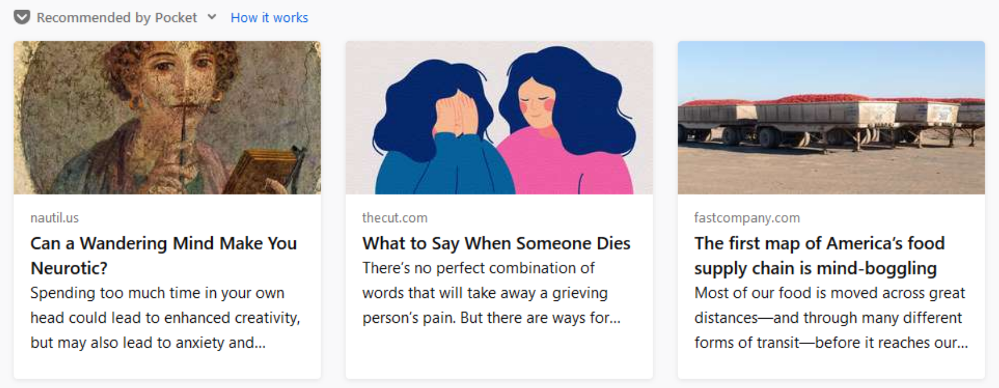 Recommended by Pocket How it works
nautil.us
Can a Wandering Mind Make You
Neurotic?
Spending too much time in your own
head could lead to enhanced creativity,
but may also lead to anxiety and...
thecut.com
What to Say When Someone Dies
There’s no perfect combination of
words that will take away a grieving
person’s pain. But there are ways for...
fastcompany.com
The first map of America’s food
supply chain is mind-boggling
Most of our food is moved across great
distances—and through many different
forms of transit—before it reaches our...